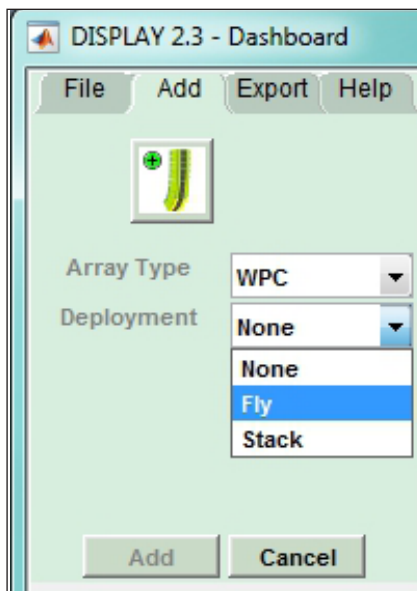 DISPLAY 2.3 - Dashboard
File Add Export Help
Array Type WPC
Deployment None
None
Fly
Stack
Add Cancel